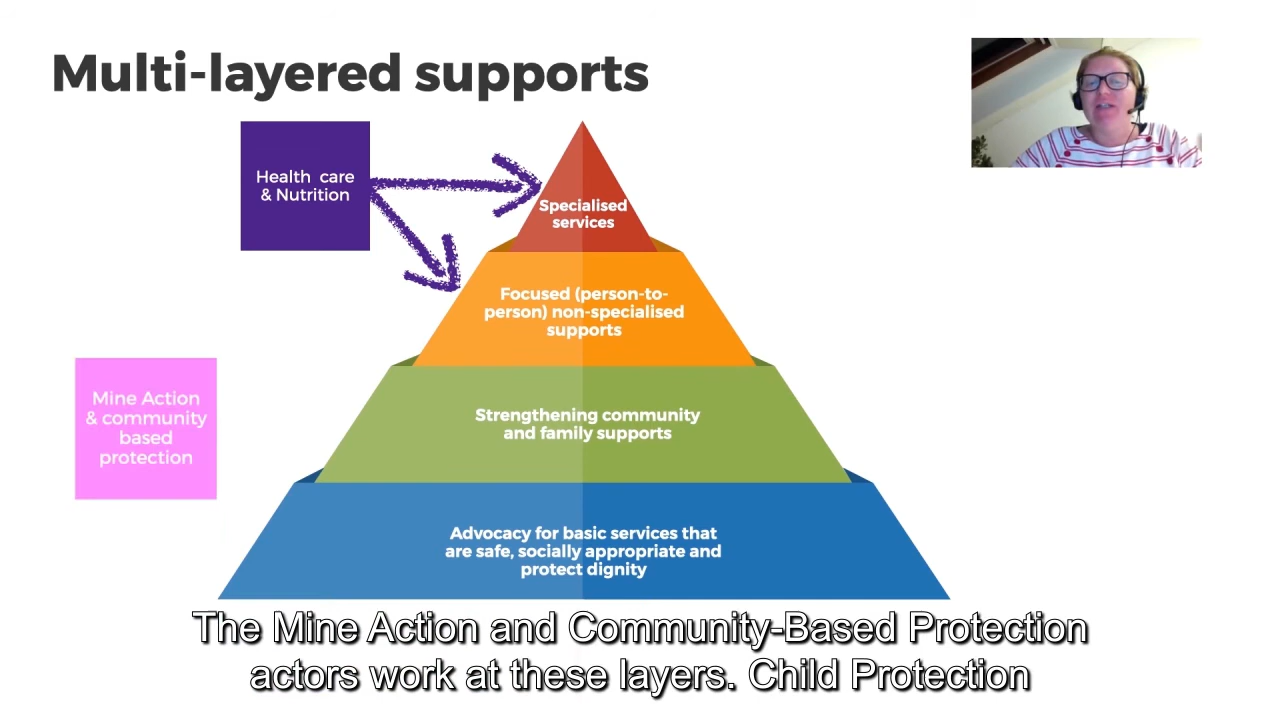 Multi-layered supports
Health care
& Nutrition
Specialised
services
Focused (person-to-
person) non-specialised
supports
Mine Action
& community
based
protection
Strengthening community
and family supports
Advocacy for basic services that
are safe, socially appropriate and
protect dignity
The Mine Action and Community-Based Protection
actors work at these layers. Child Protection